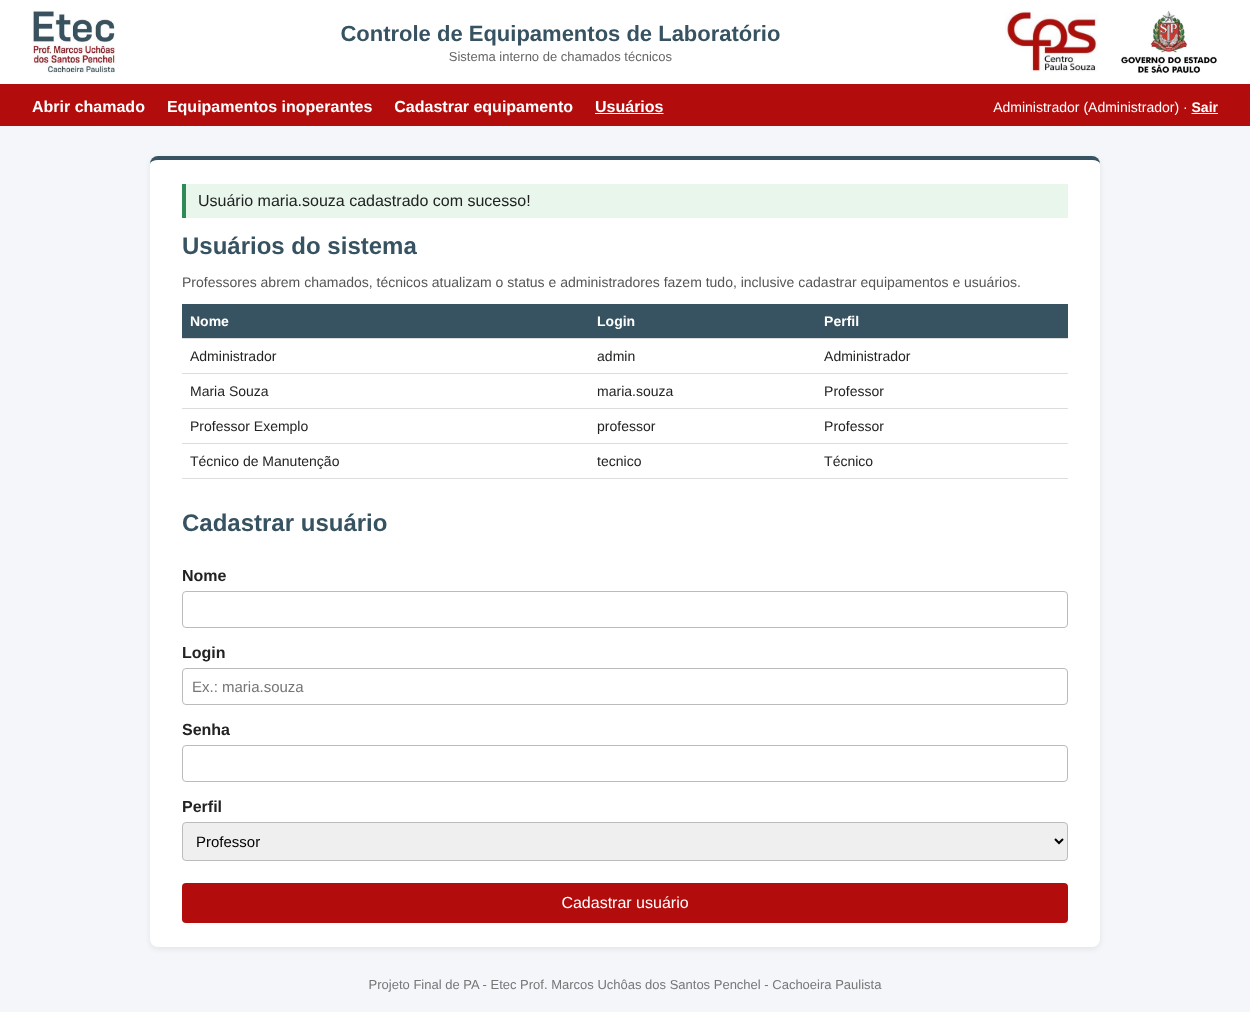 Etec
Prof. Marcos Uchôas
dos Santos Penchel
Cachoeira Paulista
Controle de Equipamentos de Laboratório
Sistema interno de chamados técnicos
CPS
Centro
Paula Souza
SP
GOVERNO DO ESTADO
DE SÃO PAULO
Abrir chamado Equipamentos inoperantes Cadastrar equipamento Usuários Administrador (Administrador) · Sair
Usuário maria.souza cadastrado com sucesso!
Usuários do sistema
Professores abrem chamados, técnicos atualizam o status e administradores fazem tudo, inclusive cadastrar equipamentos e usuários.
Nome Login Perfil
Administrador admin Administrador
Maria Souza maria.souza Professor
Professor Exemplo professor Professor
Técnico de Manutenção tecnico Técnico
Cadastrar usuário
Nome
Login
Ex.: maria.souza
Senha
Perfil
Professor
Cadastrar usuário
Projeto Final de PA - Etec Prof. Marcos Uchôas dos Santos Penchel - Cachoeira Paulista